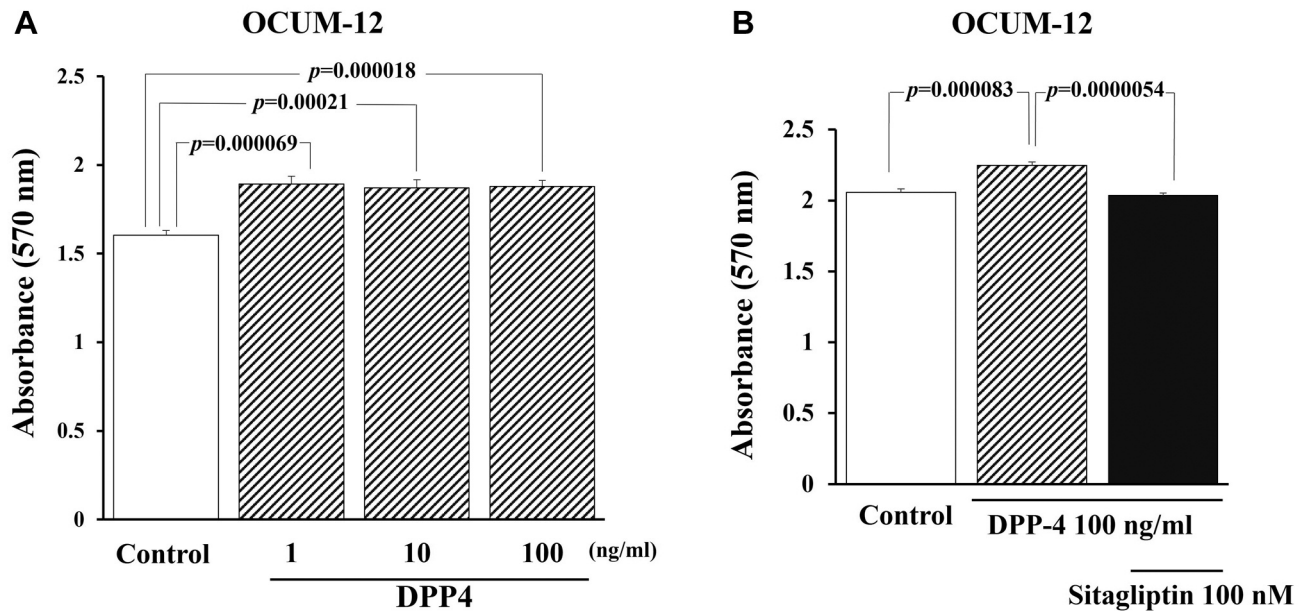 A
OCUM-12
p=0.000018
p=0.00021
p=0.000069
2.5
2
1.5
1
0.5
0
Absorbance (570 nm)
Control
1
10
100
(ng/ml)
DPP4
B
OCUM-12
p=0.000083
p=0.0000054
2.5
2
1.5
1
0.5
0
Absorbance (570 nm)
Control
DPP-4 100 ng/ml
Sitagliptin 100 nM